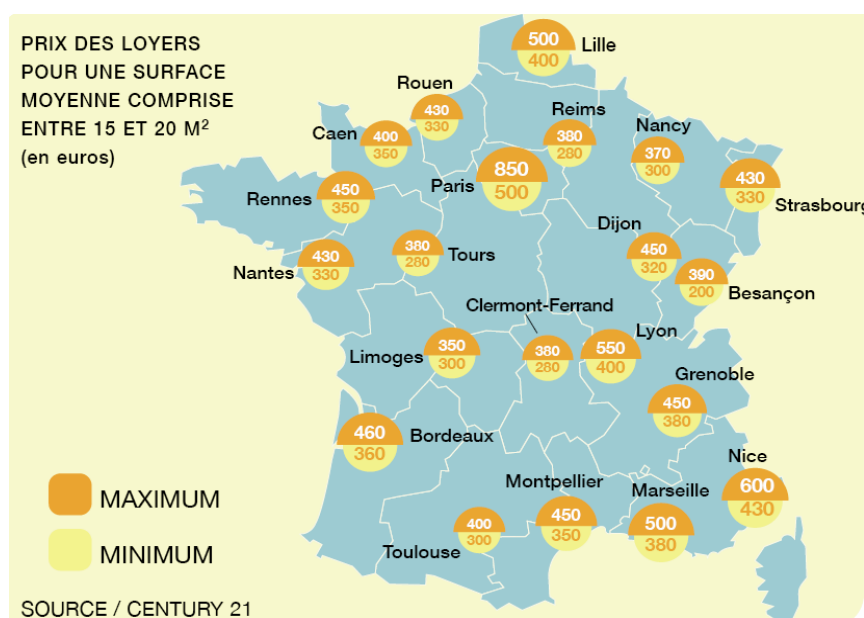 PRIX DES LOYERS
POUR UNE SURFACE
MOYENNE COMPRISE
ENTRE 15 ET 20 M²
(en euros)
500
400
Lille
Rouen
430
330
Caen
400
350
Reims
380
280
Nancy
370
300
Paris
850
500
430
330
Strasbourg
Rennes
450
350
Dijon
450
320
Nantes
430
330
380
280
Tours
390
200
Besançon
Clermont-Ferrand
380
280
Lyon
550
400
Limoges
350
300
Grenoble
450
380
460
360
Bordeaux
Nice
600
430
Montpellier
450
350
Marseille
500
380
400
300
Toulouse
MAXIMUM
MINIMUM
SOURCE / CENTURY 21